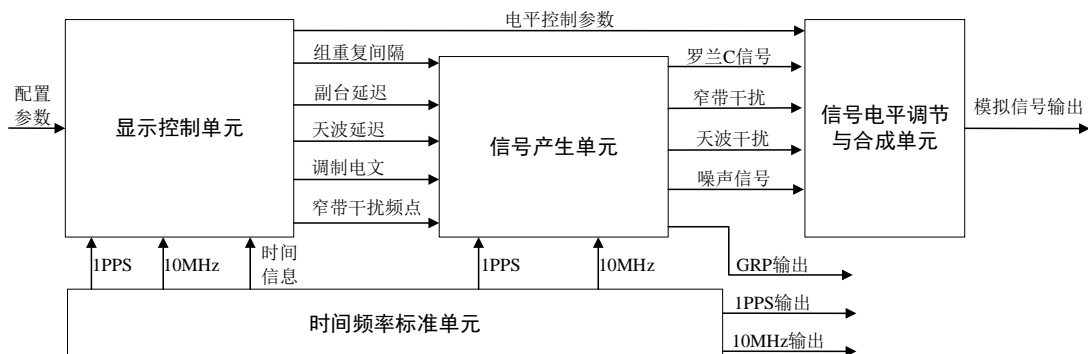 电平控制参数
组重复间隔
罗兰C信号
配置
参数
副台延迟
窄带干扰
显示控制单元
信号产生单元
信号电平调节
与合成单元
模拟信号输出
天波延迟
天波干扰
调制电文
噪声信号
窄带干扰频点
1PPS
10MHz
时间
信息
1PPS
10MHz
GRP输出
时间频率标准单元
1PPS输出
10MHz输出